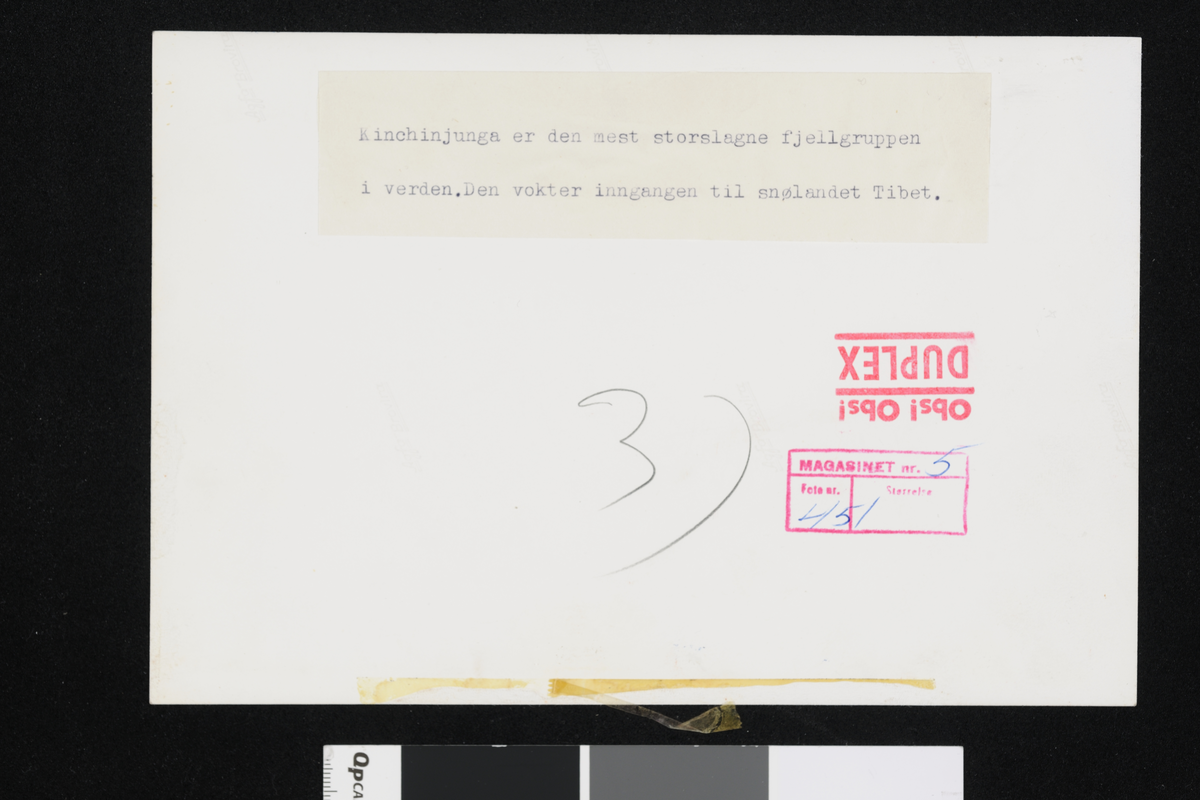 Kinchinjunga er den mest storslagne fjellgruppen
i verden.Den vokter inngangen til snølandet Tibet.
DUPLEX
Obs! Obs!
3)
MAGASINET nr. 5
Foto nr. Størrelse
451
QPCA